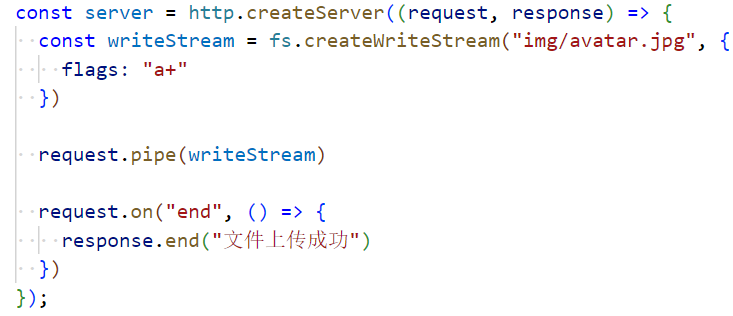 const server = http.createServer((request, response) => {
  const writeStream = fs.createWriteStream("img/avatar.jpg", {
    flags: "a+"
  })

  request.pipe(writeStream)

  request.on("end", () => {
    response.end("文件上传成功")
  })
});